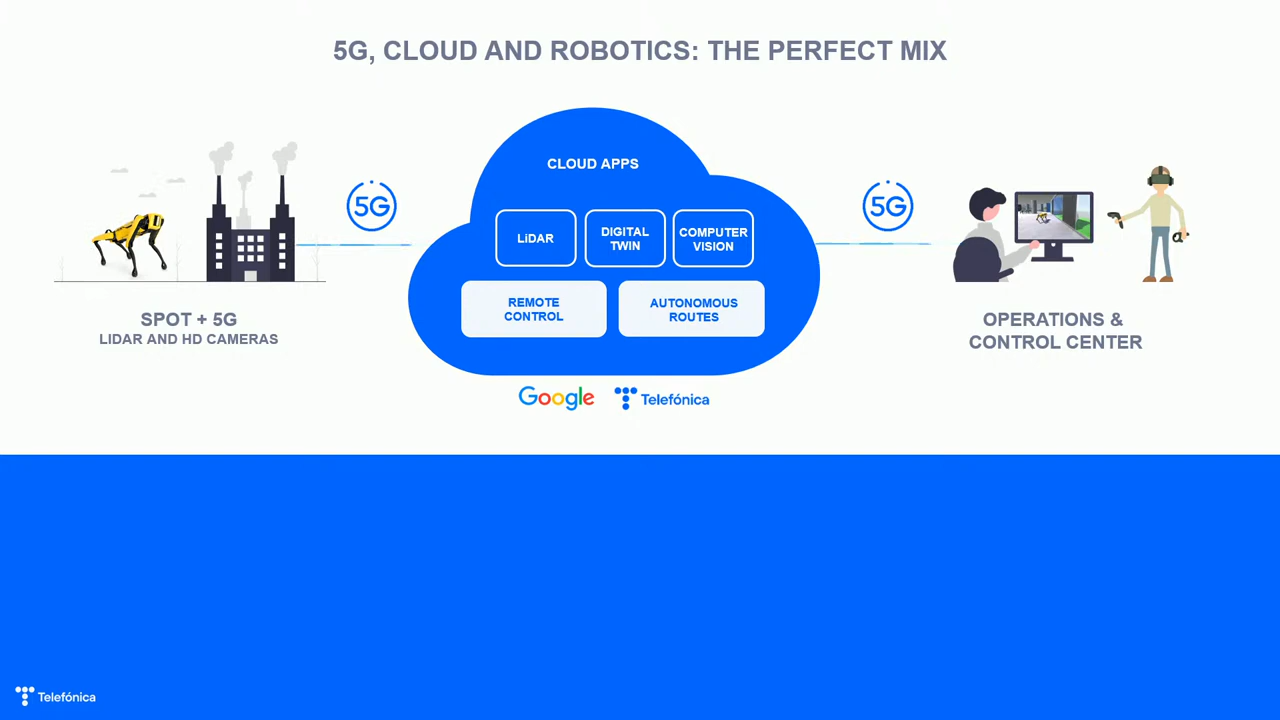 5G, CLOUD AND ROBOTICS: THE PERFECT MIX
CLOUD APPS
5G
5G
LiDAR
DIGITAL
TWIN
COMPUTER
VISION
REMOTE
CONTROL
AUTONOMOUS
ROUTES
SPOT + 5G
LIDAR AND HD CAMERAS
OPERATIONS &
CONTROL CENTER
Google
Telefónica
Telefónica